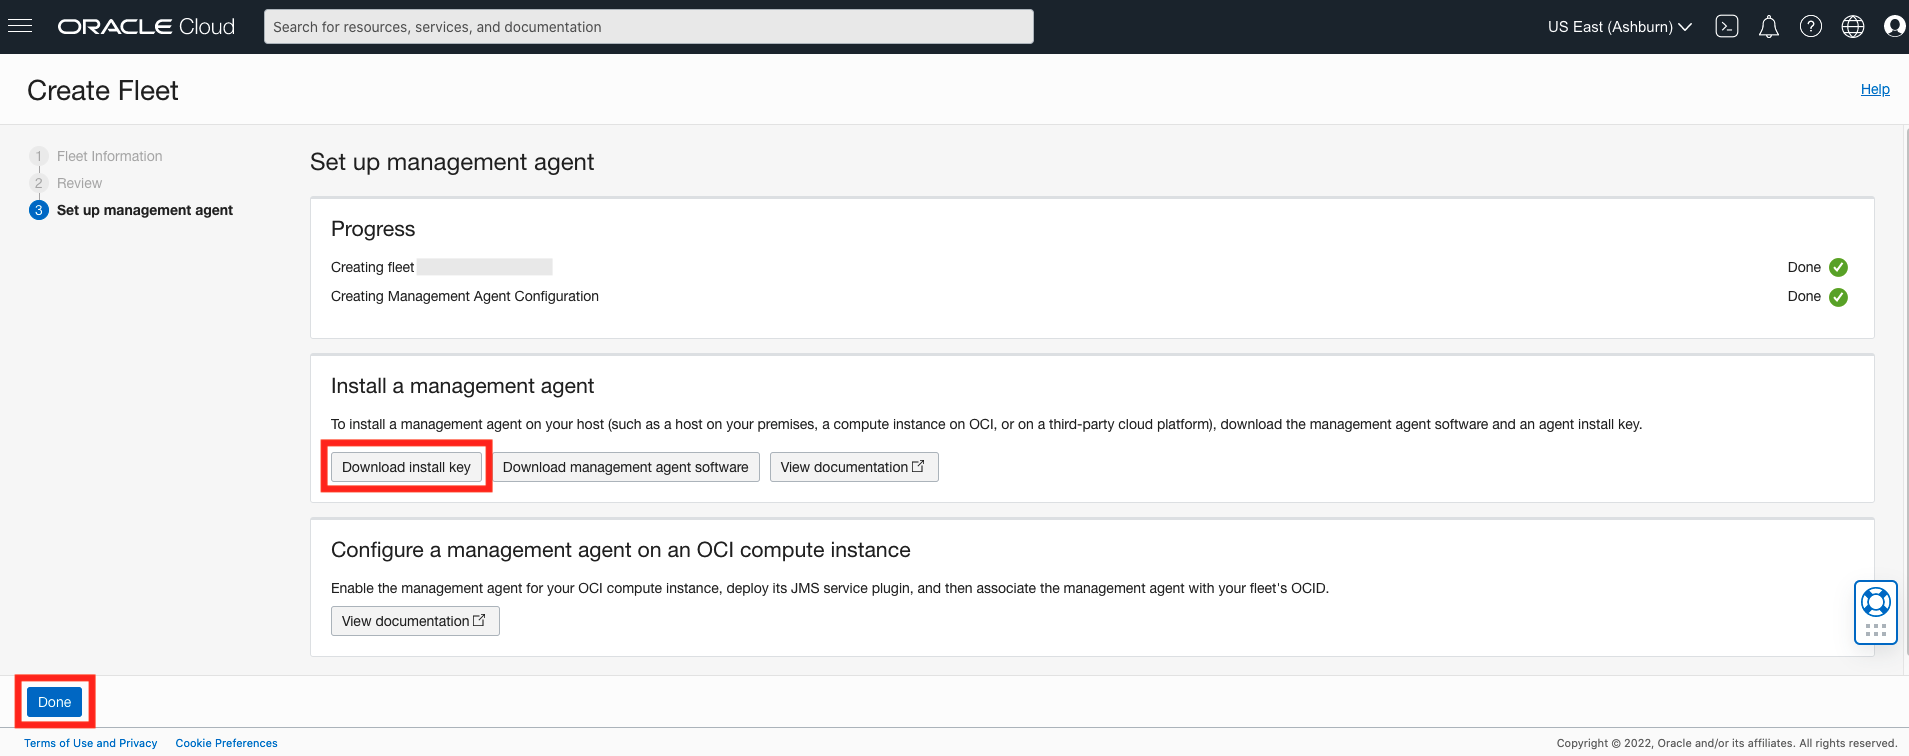 ORACLE Cloud
Search for resources, services, and documentation
US East (Ashburn)
Create Fleet
Help
1 Fleet Information
2 Review
3 Set up management agent
Set up management agent
Progress
Creating fleet
Done
Creating Management Agent Configuration
Done
Install a management agent
To install a management agent on your host (such as a host on your premises, a compute instance on OCI, or on a third-party cloud platform), download the management agent software and an agent install key.
Download install key
Download management agent software
View documentation
Configure a management agent on an OCI compute instance
Enable the management agent for your OCI compute instance, deploy its JMS service plugin, and then associate the management agent with your fleet's OCID.
View documentation
Done
Terms of Use and Privacy
Cookie Preferences
Copyright © 2022, Oracle and/or its affiliates. All rights reserved.